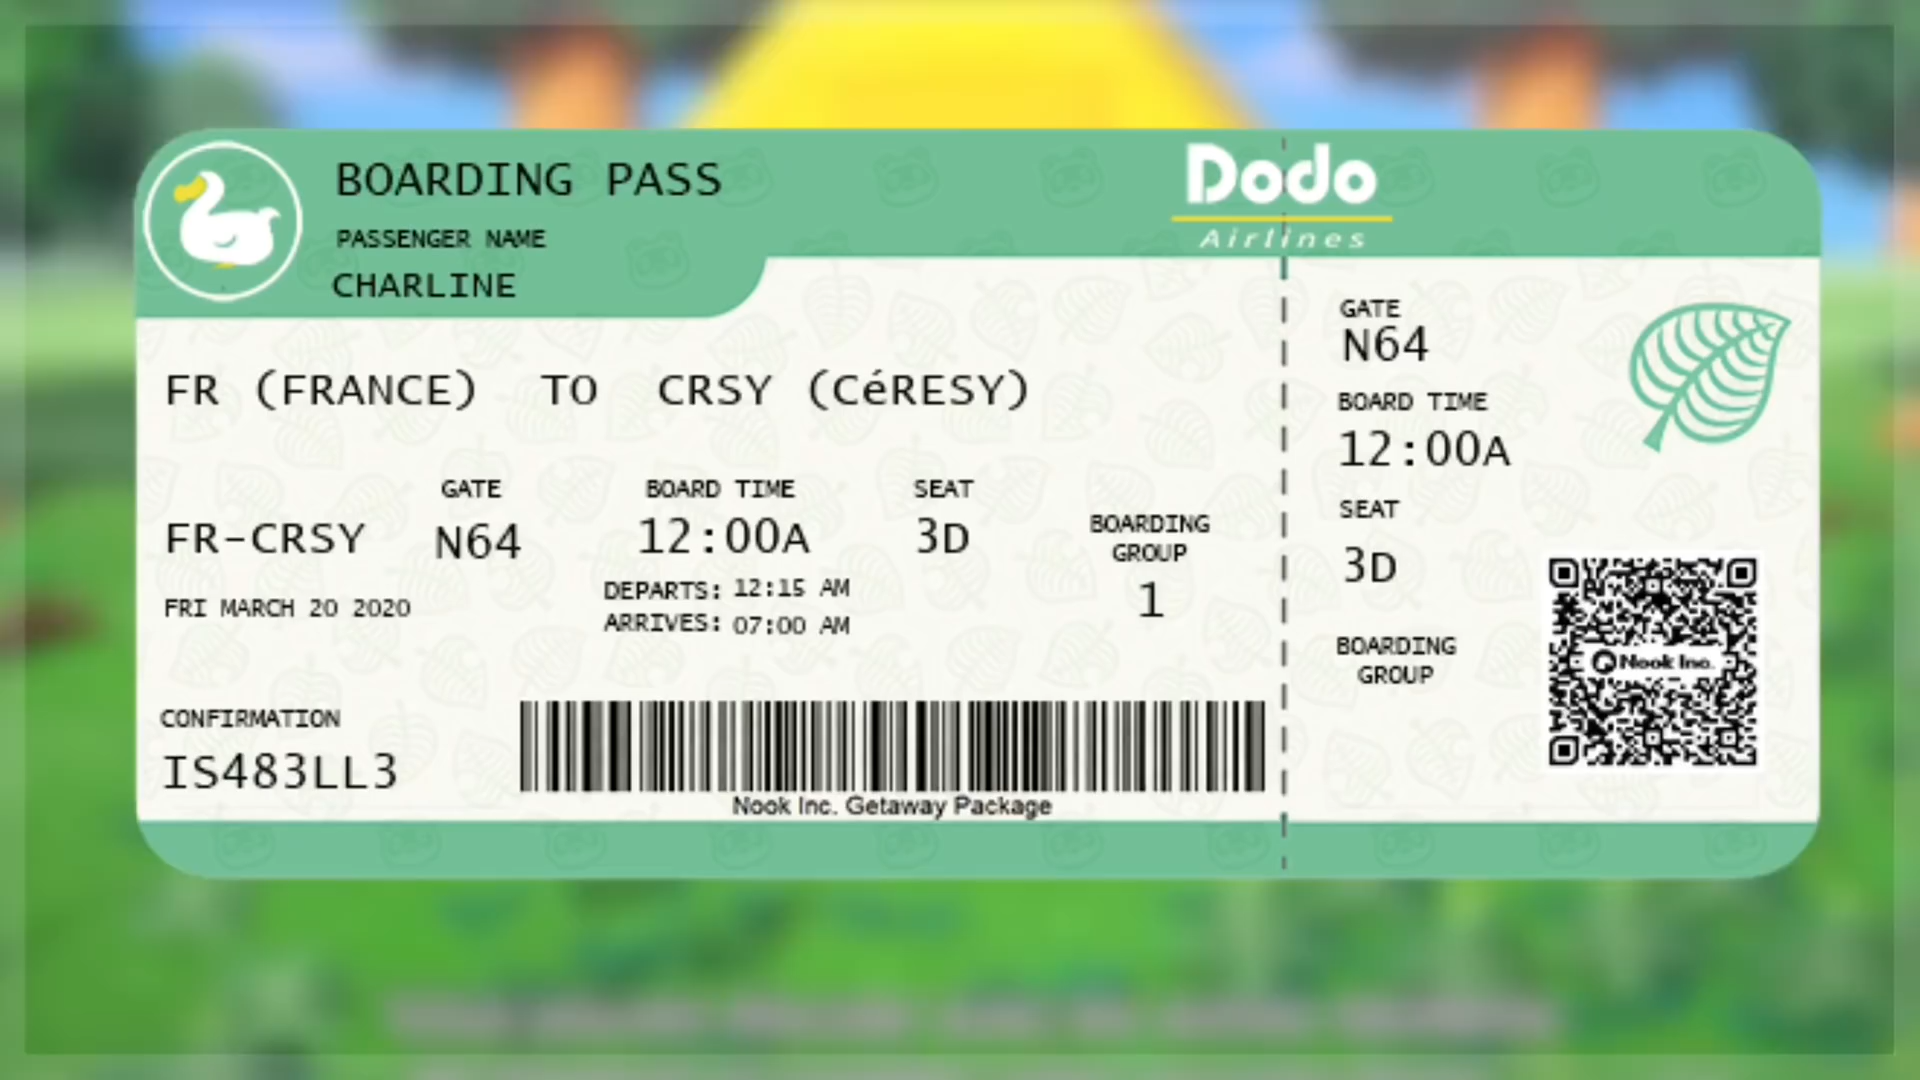 BOARDING PASS
PASSENGER NAME
CHARLINE
Dodo
Airlines
FR (FRANCE) TO CRSY (CéRESY)
FR-CRSY
FRI MARCH 20 2020
GATE
N64
BOARD TIME
12:00A
DEPARTS: 12:15 AM
ARRIVES: 07:00 AM
SEAT
3D
BOARDING
GROUP
1
CONFIRMATION
IS483LL3
Nook Inc. Getaway Package
GATE
N64
BOARD TIME
12:00A
SEAT
3D
BOARDING
GROUP
Nook Inc.